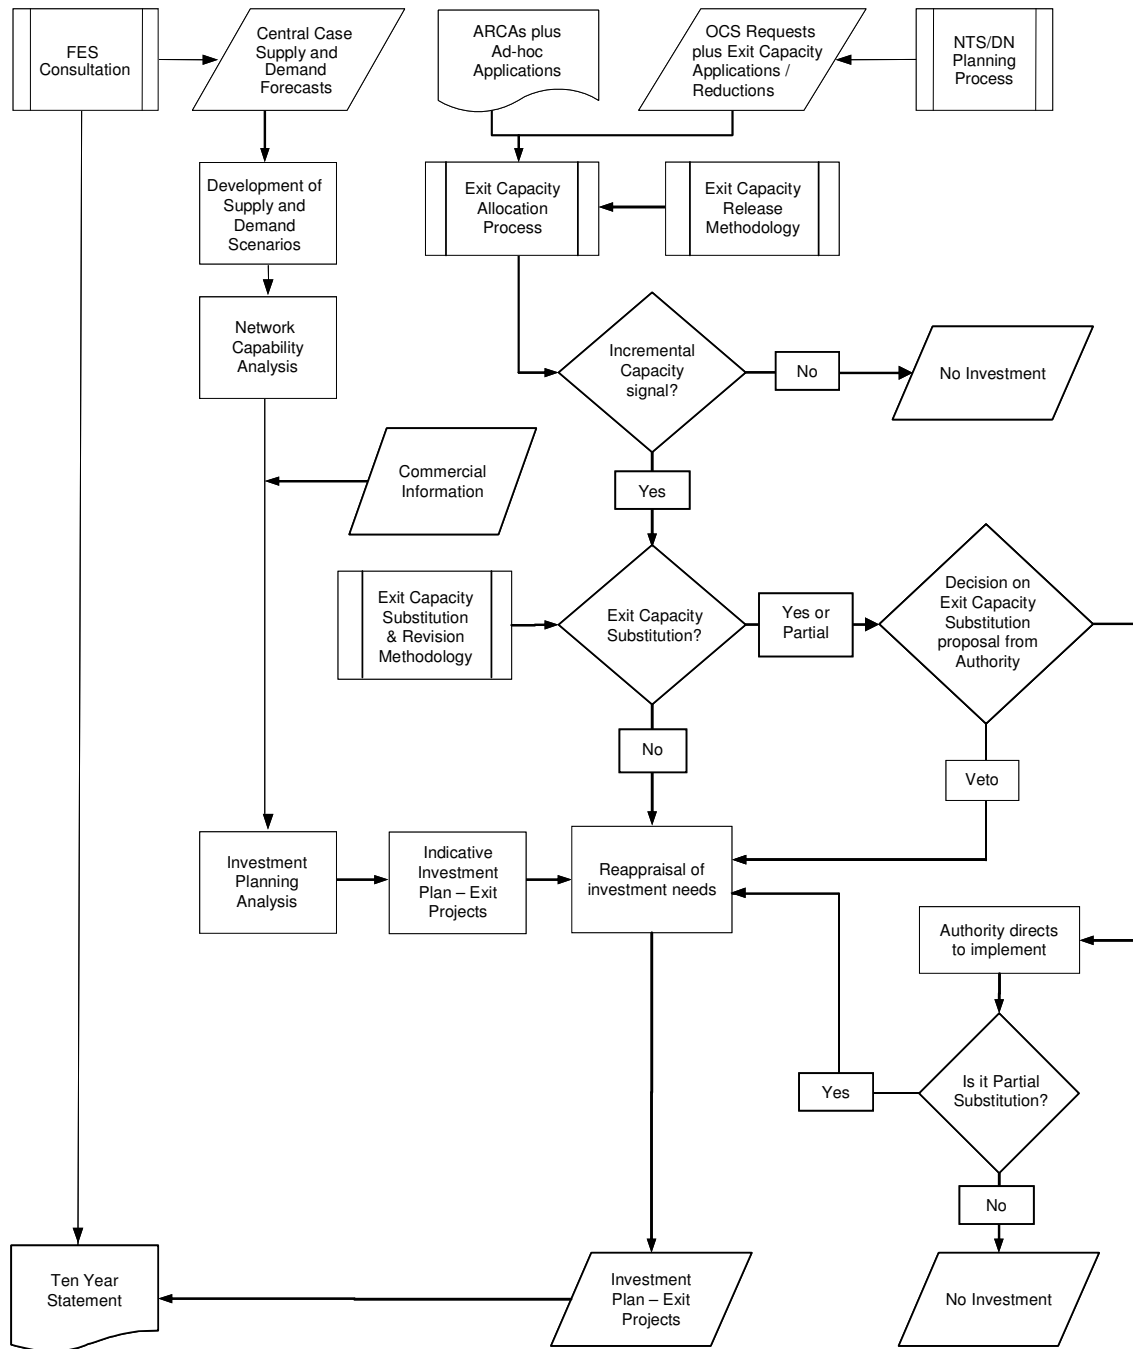 FES
Consultation
Central Case
Supply and
Demand
Forecasts
ARCAs plus
Ad-hoc
Applications
OCS Requests
plus Exit Capacity
Applications /
Reductions
NTS/DN
Planning
Process
Development of
Supply and
Demand
Scenarios
Exit Capacity
Allocation
Process
Exit Capacity
Release
Methodology
Network
Capability
Analysis
Incremental
Capacity
signal?
No
No Investment
Commercial
Information
Yes
Exit Capacity
Substitution
& Revision
Methodology
Exit Capacity
Substitution?
Yes or
Partial
Decision on
Exit Capacity
Substitution
proposal from
Authority
No
Veto
Investment
Planning
Analysis
Indicative
Investment
Plan – Exit
Projects
Reappraisal of
investment needs
Authority directs
to implement
Is it Partial
Substitution?
Yes
No
Ten Year
Statement
Investment
Plan – Exit
Projects
No Investment